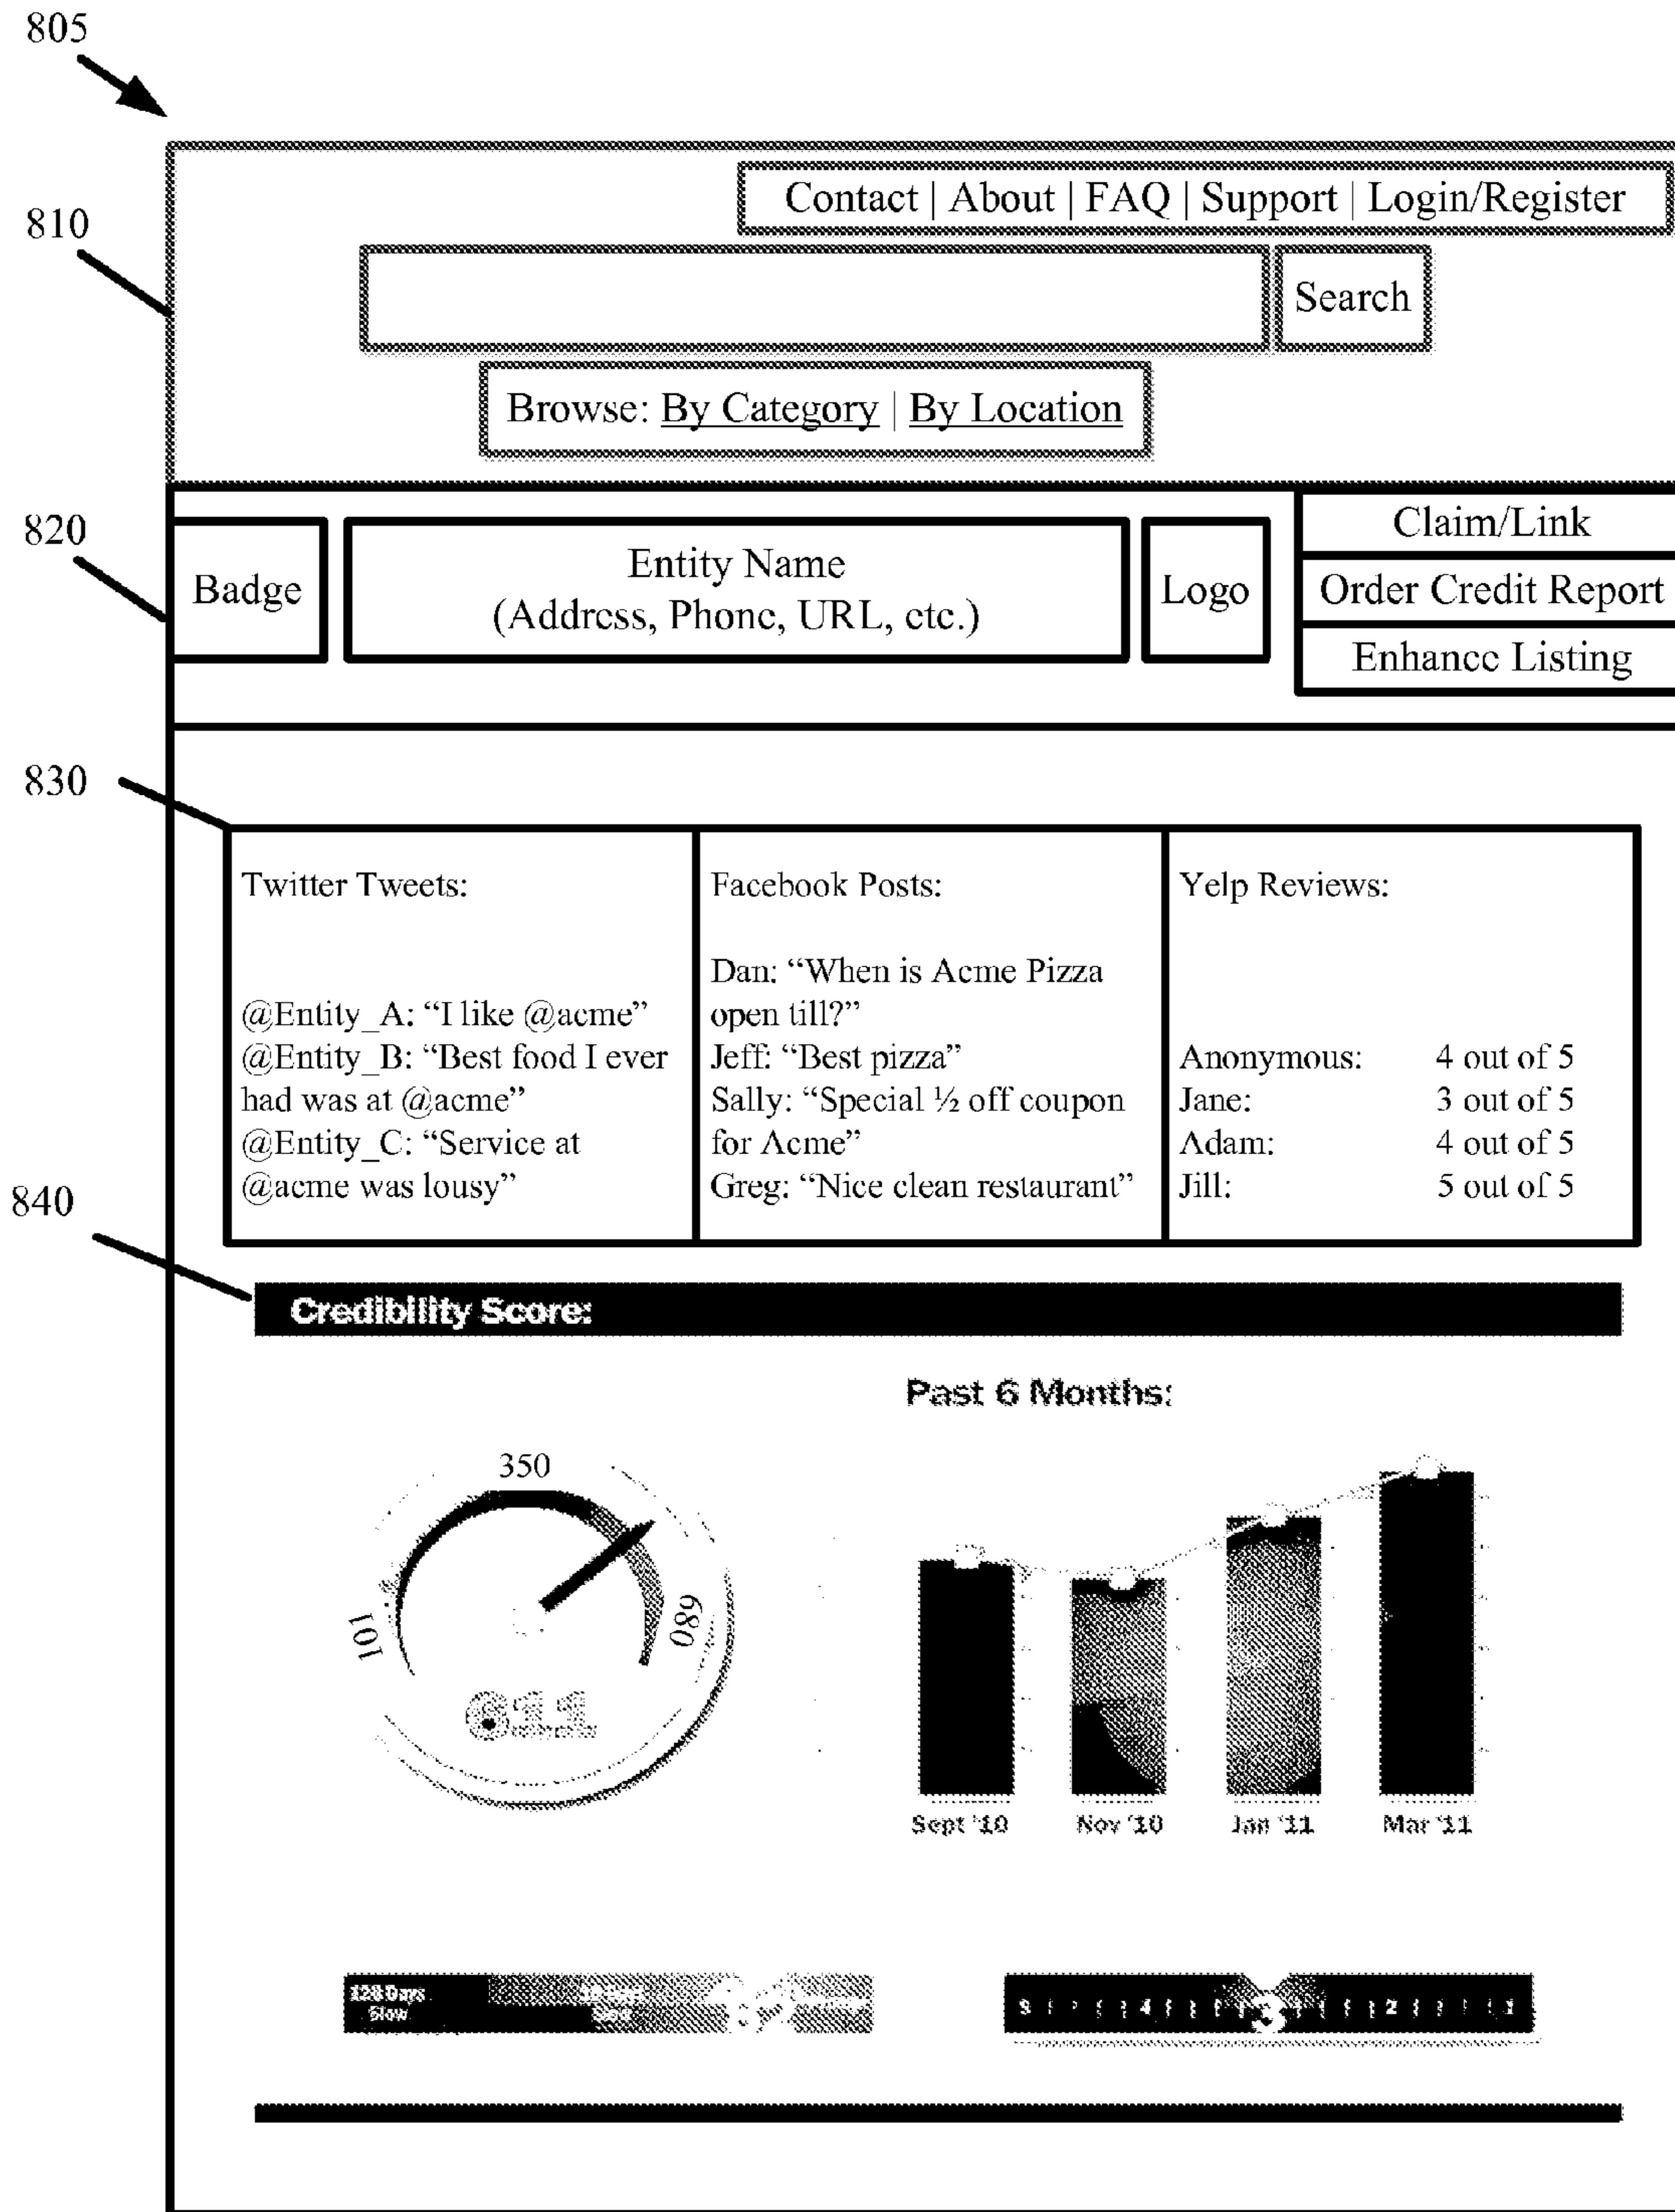 805
810
Contact | About | FAQ | Support | Login/Register
Search
Browse: By Category | By Location
820
Badge
Entity Name
(Address, Phone, URL, etc.)
Logo
Claim/Link
Order Credit Report
Enhance Listing
830
Twitter Tweets:
@Entity_A: “I like @acme”
@Entity_B: “Best food I ever
had was at @acme”
@Entity_C: “Service at
@acme was lousy”
Facebook Posts:
Dan: “When is Acme Pizza
open till?”
Jeff: “Best pizza”
Sally: “Special ½ off coupon
for Acme”
Greg: “Nice clean restaurant”
Yelp Reviews:
Anonymous: 4 out of 5
Jane: 3 out of 5
Adam: 4 out of 5
Jill: 5 out of 5
840
Credibility Score:
Past 6 Months:
350
101
680
611
Sept '10
Nov '10
Jan '11
Mar '11
128 Days
Slow
5 4 3 2 1